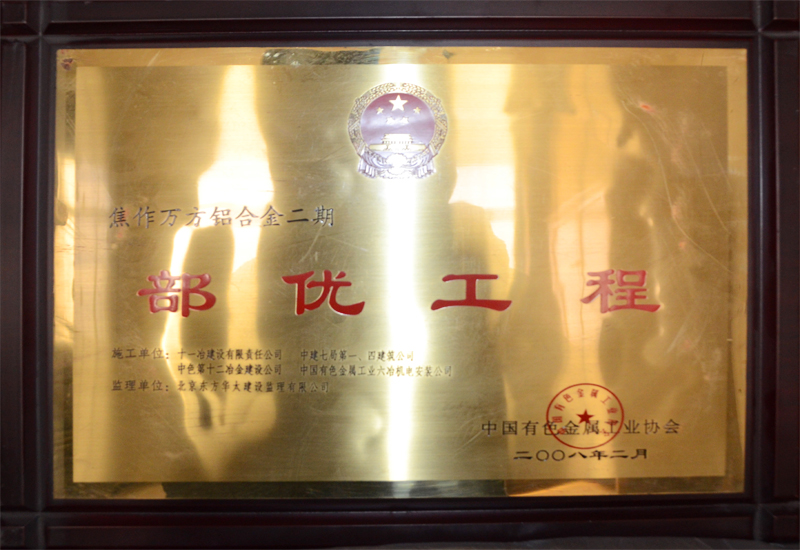 焦作万方铝合金二期
部优工程
施工单位：十一冶建设有限责任公司 中建七局第一、四建筑公司
中色第十二冶金建设公司 中国有色金属工业六冶机电安装公司
监理单位：北京东方华太建设监理有限公司
中国有色金属工业协会
二〇〇八年二月